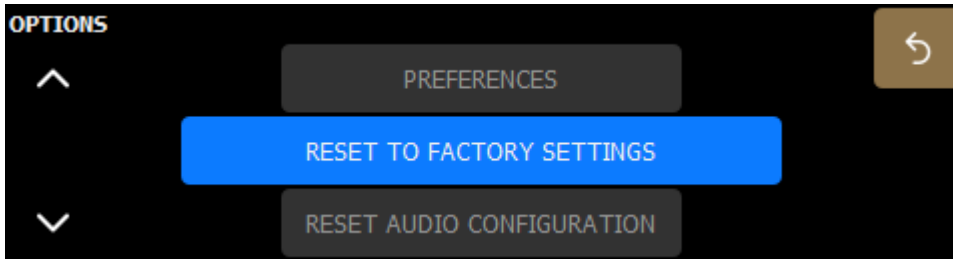 OPTIONS
PREFERENCES
RESET TO FACTORY SETTINGS
RESET AUDIO CONFIGURATION